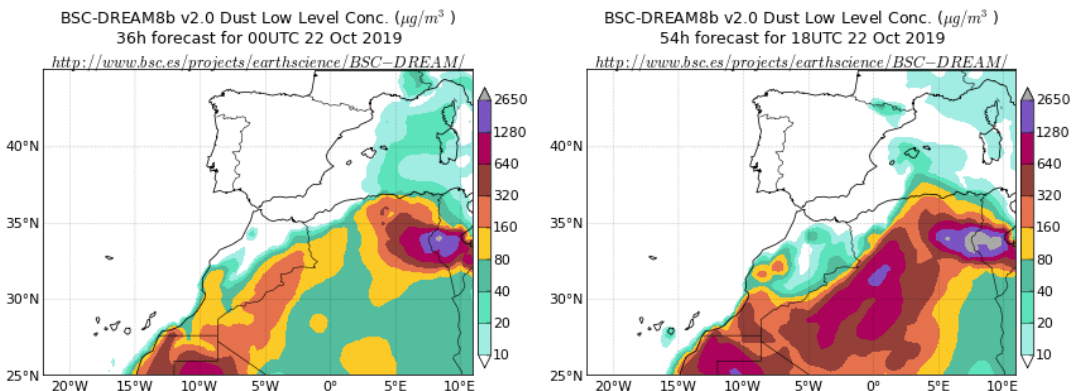 BSC-DREAM8b v2.0 Dust Low Level Conc. (μg/m³ )
36h forecast for 00UTC 22 Oct 2019
http://www.bsc.es/projects/earthscience/BSC−DREAM/
40°N
35°N
30°N
25°N
20°W 15°W 10°W 5°W 0° 5°E 10°E
2650
1280
640
320
160
80
40
20
10
BSC-DREAM8b v2.0 Dust Low Level Conc. (μg/m³ )
54h forecast for 18UTC 22 Oct 2019
http://www.bsc.es/projects/earthscience/BSC−DREAM/
40°N
35°N
30°N
25°N
20°W 15°W 10°W 5°W 0° 5°E 10°E
2650
1280
640
320
160
80
40
20
10